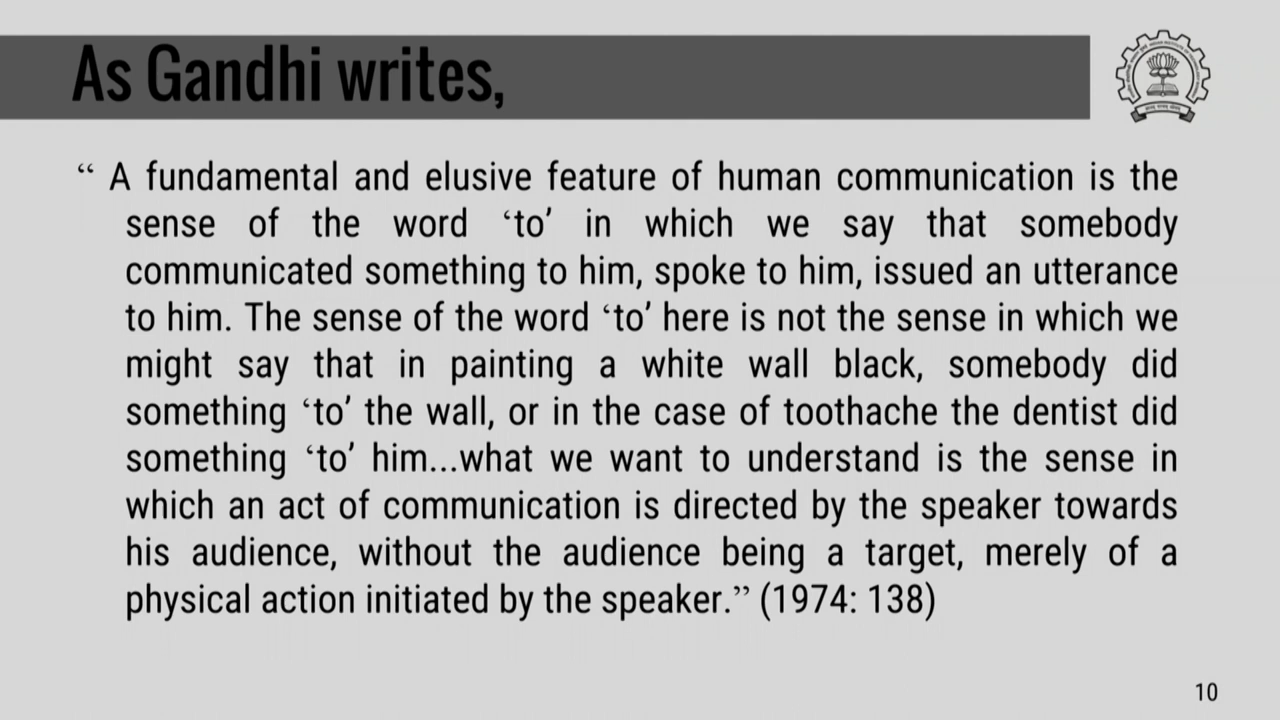 As Gandhi writes,
“ A fundamental and elusive feature of human communication is the
sense of the word ‘to’ in which we say that somebody
communicated something to him, spoke to him, issued an utterance
to him. The sense of the word ‘to’ here is not the sense in which we
might say that in painting a white wall black, somebody did
something ‘to’ the wall, or in the case of toothache the dentist did
something ‘to’ him...what we want to understand is the sense in
which an act of communication is directed by the speaker towards
his audience, without the audience being a target, merely of a
physical action initiated by the speaker.” (1974: 138)
10